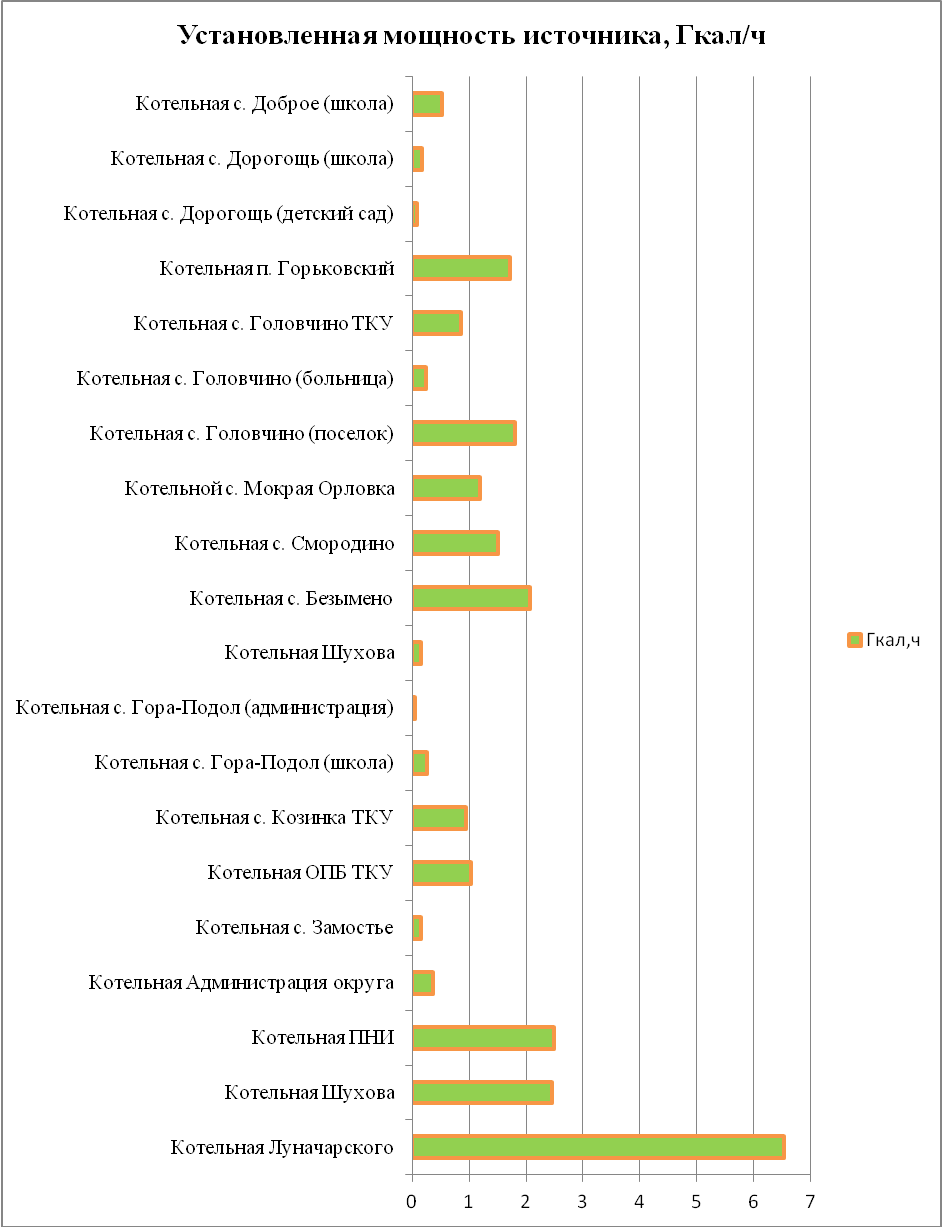 Установленная мощность источника, Гкал/ч
Котельная с. Доброе (школа)
Котельная с. Дорогощь (школа)
Котельная с. Дорогощь (детский сад)
Котельная п. Горьковский
Котельная с. Головчино ТКУ
Котельная с. Головчино (больница)
Котельная с. Головчино (поселок)
Котельной с. Мокрая Орловка
Котельная с. Смородино
Котельная с. Безымено
Котельная Шухова
Котельная с. Гора-Подол (администрация)
Котельная с. Гора-Подол (школа)
Котельная с. Козинка ТКУ
Котельная ОПБ ТКУ
Котельная с. Замостье
Котельная Администрация округа
Котельная ПНИ
Котельная Шухова
Котельная Луначарского
0 1 2 3 4 5 6 7
Гкал,ч